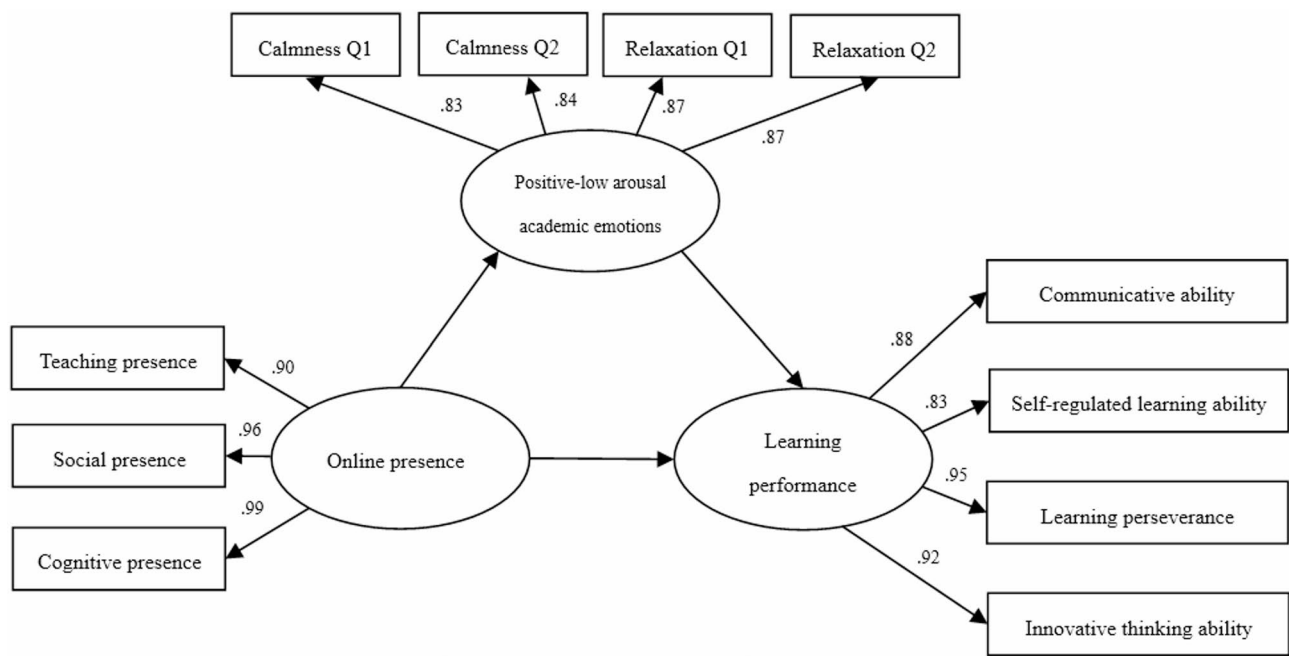 Calmness Q1
Calmness Q2
Relaxation Q1
Relaxation Q2
.83
.84
.87
.87
Positive-low arousal
academic emotions
Communicative ability
.88
Teaching presence
.90
Self-regulated learning ability
.83
Social presence
.96
Online presence
Learning
performance
.95
Learning perseverance
.99
Cognitive presence
.92
Innovative thinking ability